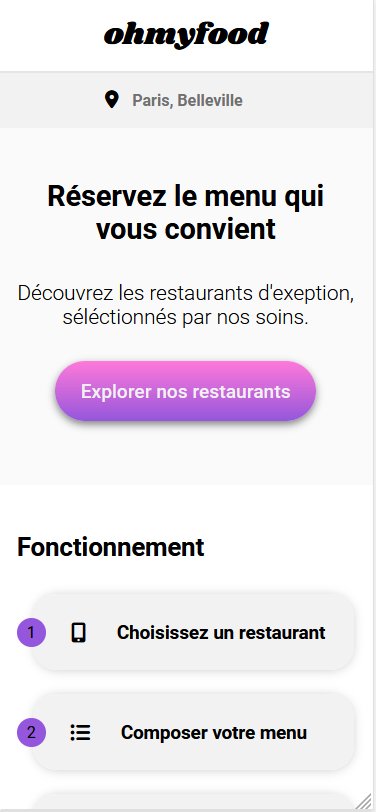 ohmyfood
Paris, Belleville
Réservez le menu qui
vous convient
Découvrez les restaurants d'exeption,
séléctionnés par nos soins.
Explorer nos restaurants
Fonctionnement
1 Choisissez un restaurant
2 Composer votre menu